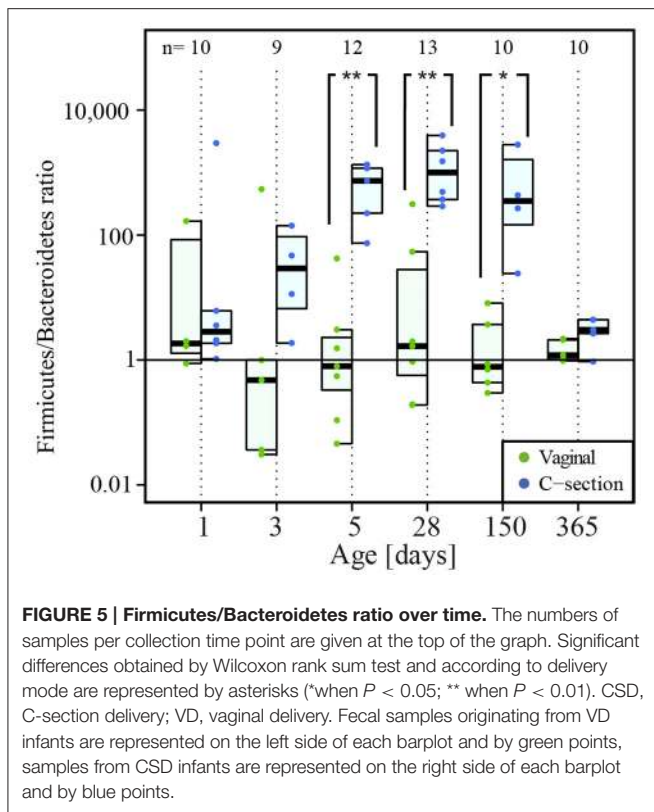 n= 10 9 12 13 10 10
** ** *
10,000
100
1
0.01
Firmicutes/Bacteroidetes ratio
Vaginal
C−section
1 3 5 28 150 365
Age [days]
FIGURE 5 | Firmicutes/Bacteroidetes ratio over time. The numbers of
samples per collection time point are given at the top of the graph. Significant
differences obtained by Wilcoxon rank sum test and according to delivery
mode are represented by asterisks (*when P < 0.05; ** when P < 0.01). CSD,
C-section delivery; VD, vaginal delivery. Fecal samples originating from VD
infants are represented on the left side of each barplot and by green points,
samples from CSD infants are represented on the right side of each barplot
and by blue points.